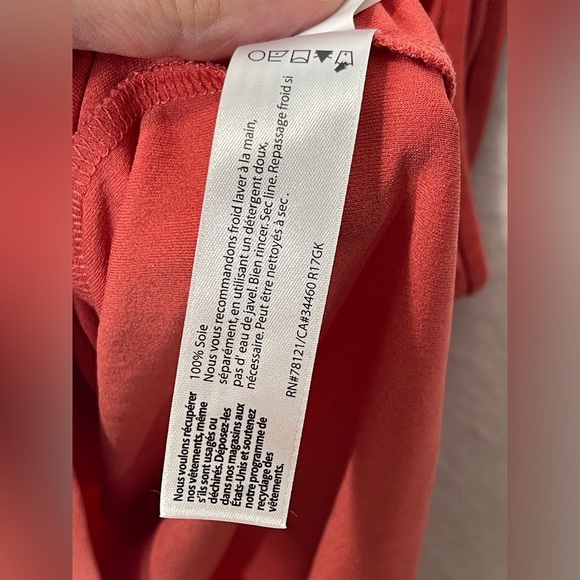 Nous voulons récupérer
nos vêtements, même
s'ils sont usagés ou
déchirés. Déposez-les
dans nos magasins aux
États-Unis et soutenez
notre programme de
recyclage des
vêtements.
100% Soie
Nous vous recommandons froid laver à la main,
séparément, en utilisant un détergent doux,
pas d' eau de javel. Bien rincer. Sec line. Repassage froid si
nécessaire. Peut être nettoyés à sec .
RN#78121/CA#34460 R17GK